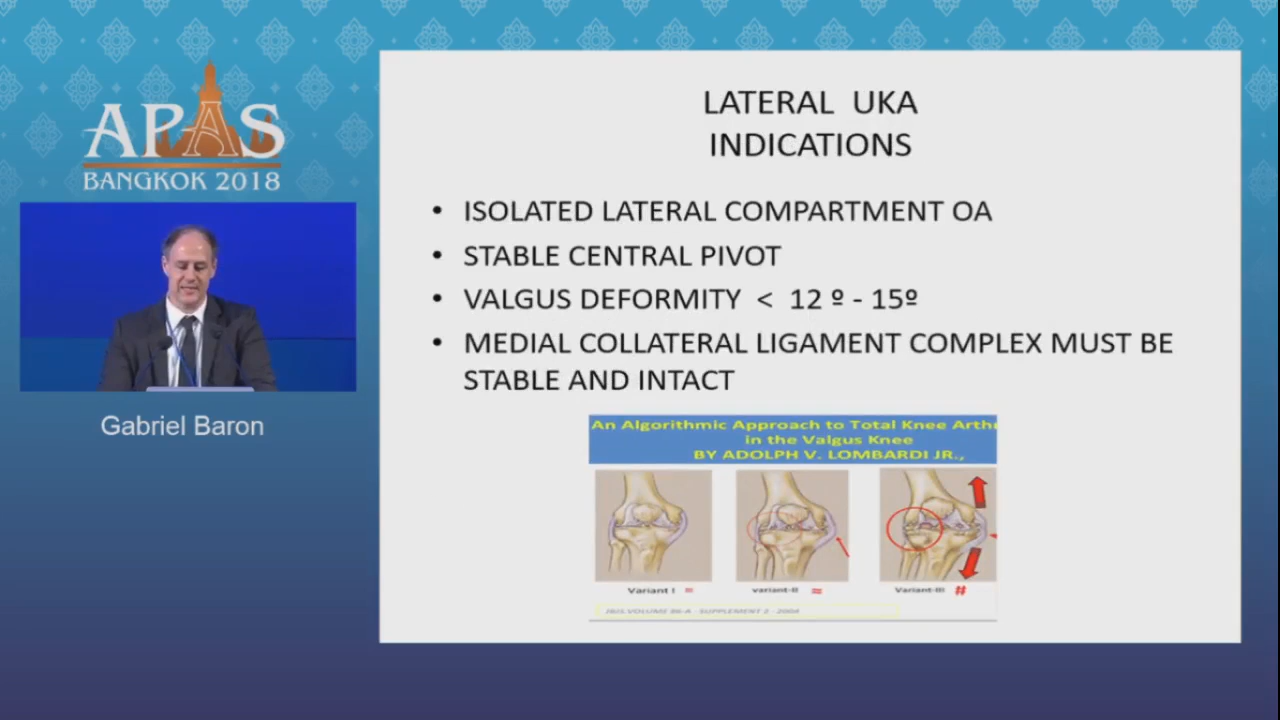 APAS
BANGKOK 2018
Gabriel Baron
LATERAL UKA
INDICATIONS
• ISOLATED LATERAL COMPARTMENT OA
• STABLE CENTRAL PIVOT
• VALGUS DEFORMITY < 12 º - 15º
• MEDIAL COLLATERAL LIGAMENT COMPLEX MUST BE
STABLE AND INTACT
An Algorithmic Approach to Total Knee Arth
in the Valgus Knee
BY ADOLPH V. LOMBARDI JR.,
Variant I =
variant-II ≈
Variant-III #
JBJS.VOLUME 86-A - SUPPLEMENT 2 - 2004